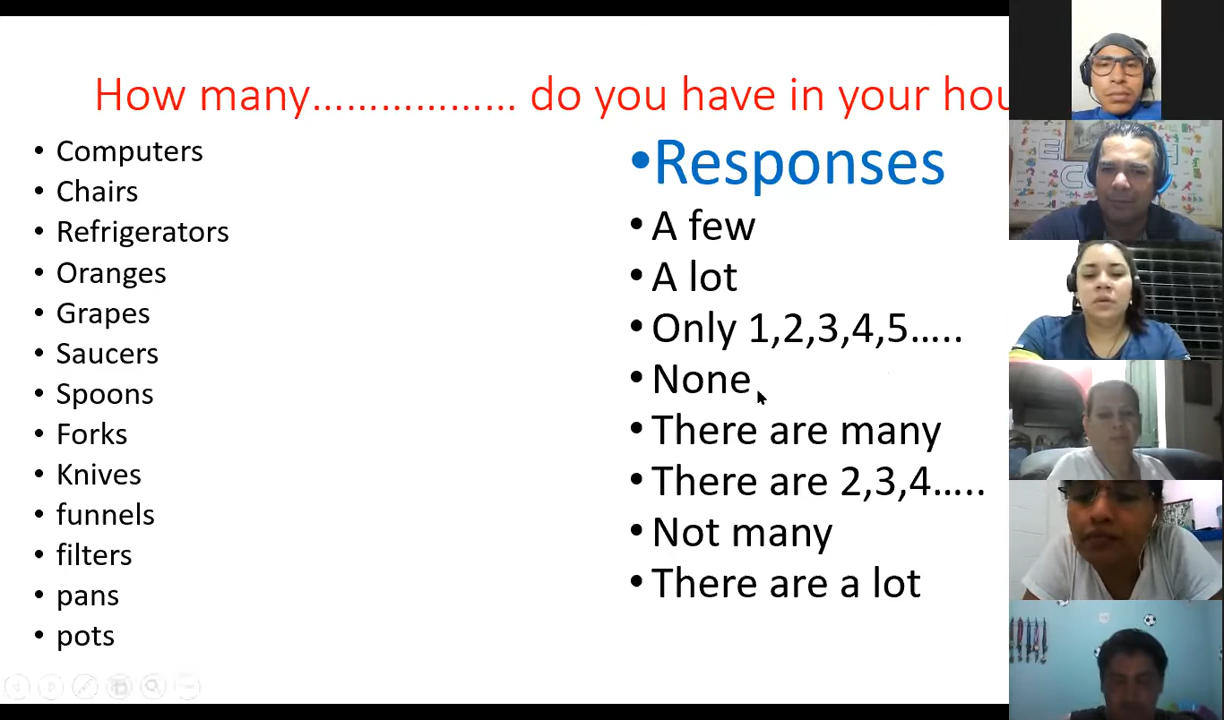 How many.................. do you have in your hou
• Computers
• Chairs
• Refrigerators
• Oranges
• Grapes
• Saucers
• Spoons
• Forks
• Knives
• funnels
• filters
• pans
• pots
•Responses
• A few
• A lot
• Only 1,2,3,4,5.....
• None
• There are many
• There are 2,3,4.....
• Not many
• There are a lot